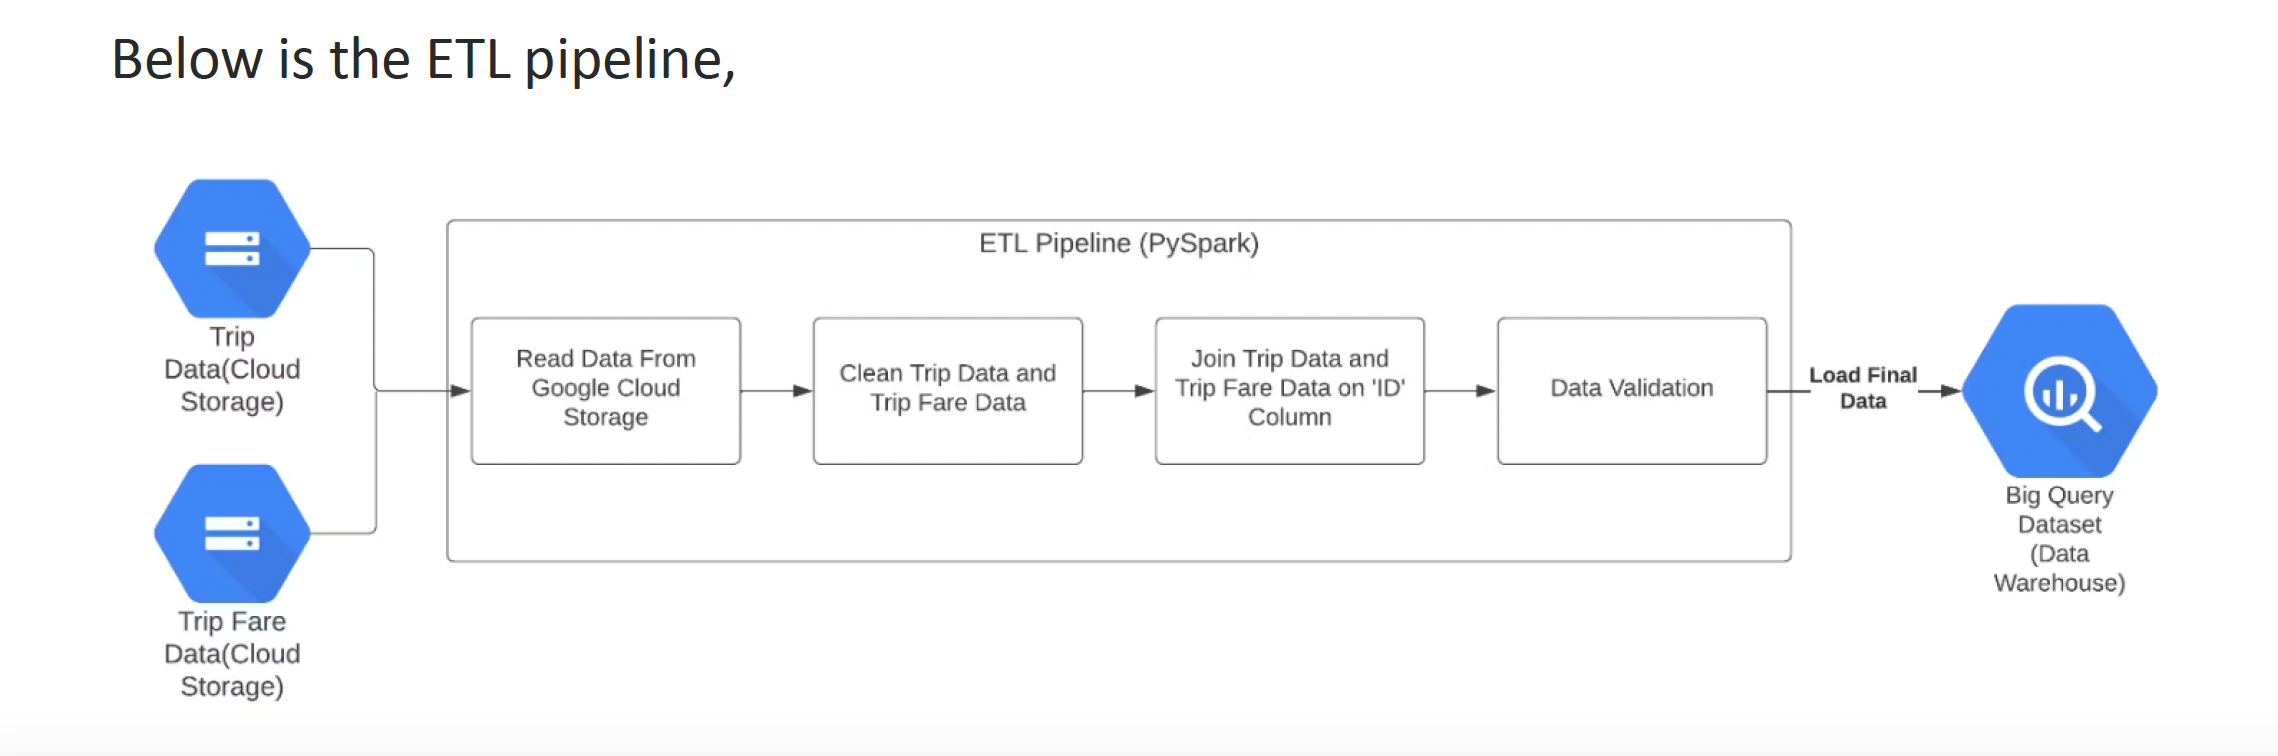 Below is the ETL pipeline,
Trip
Data(Cloud
Storage)
Trip Fare
Data(Cloud
Storage)
ETL Pipeline (PySpark)
Read Data From
Google Cloud
Storage
Clean Trip Data and
Trip Fare Data
Join Trip Data and
Trip Fare Data on 'ID'
Column
Data Validation
Load Final
Data
Big Query
Dataset
(Data
Warehouse)